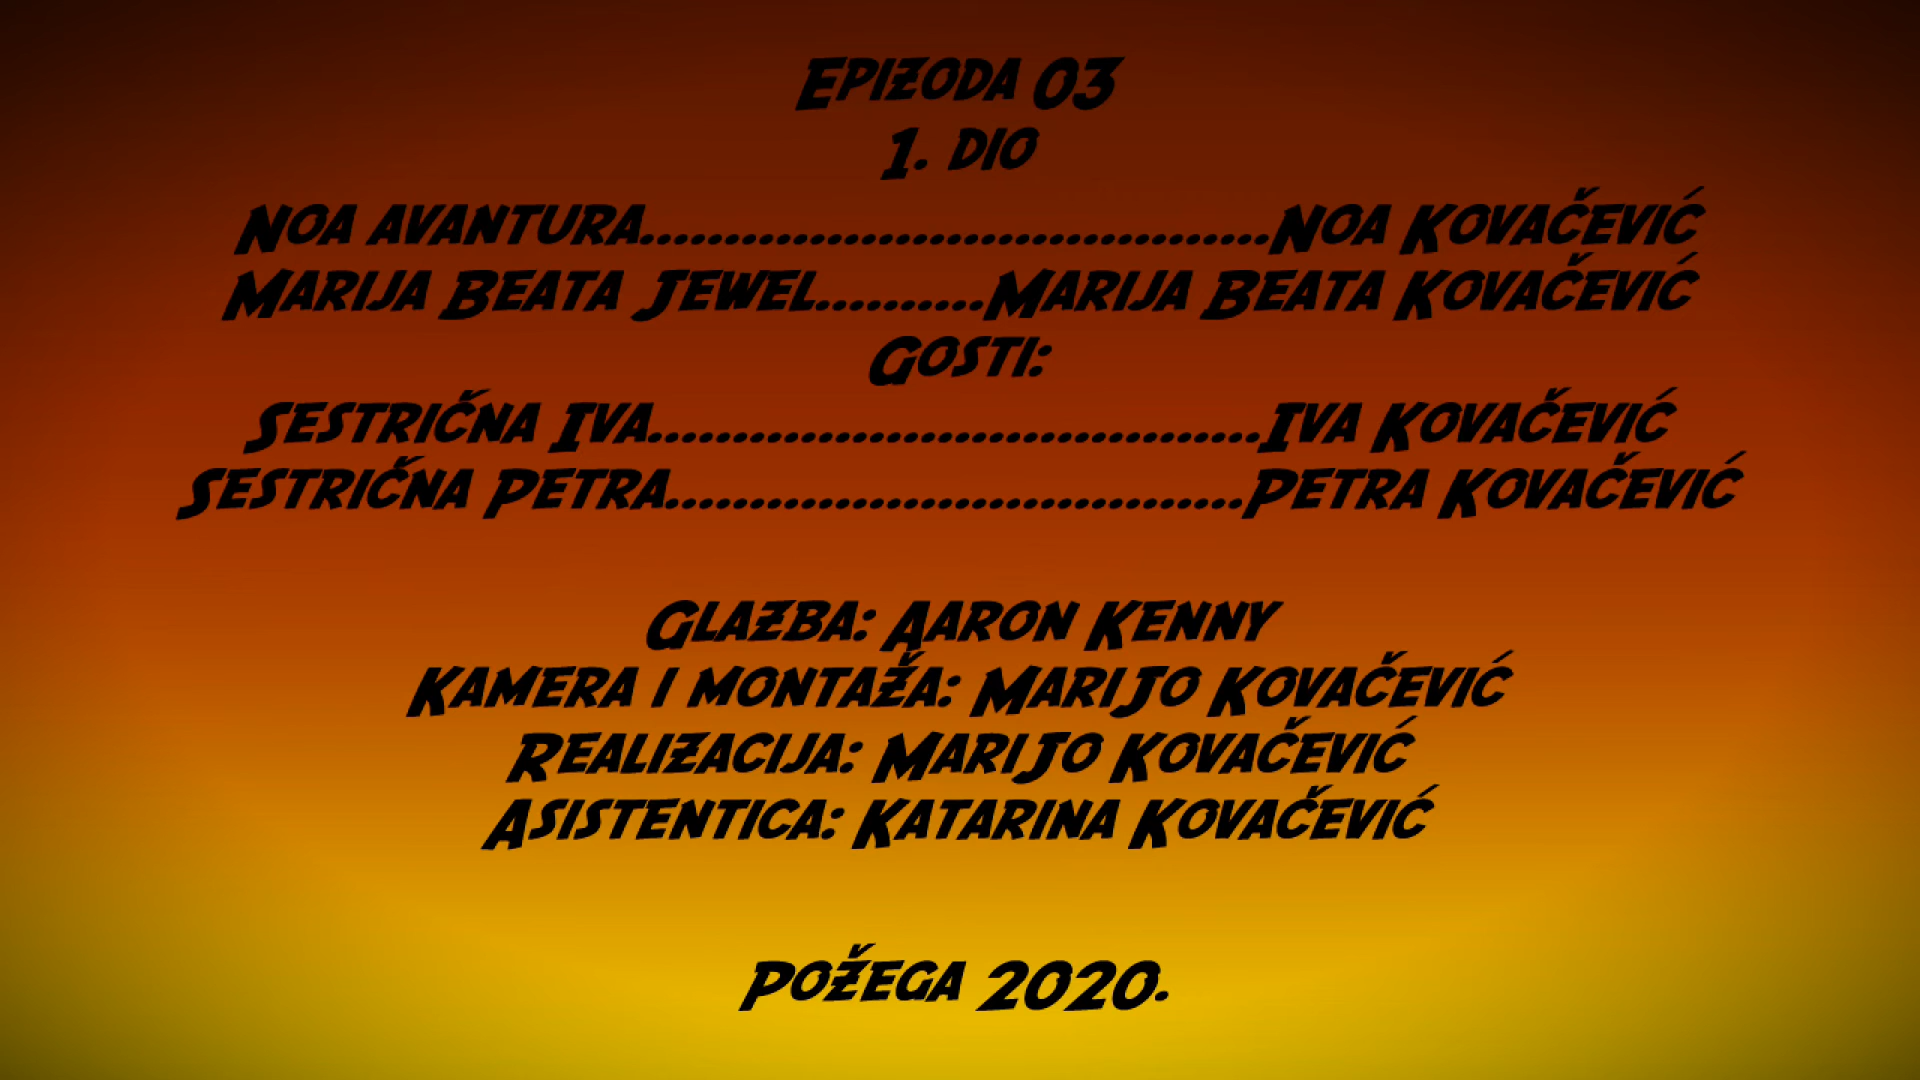 Epizoda 03
1. dio
Noa avantura.....................................Noa Kovačević
Marija Beata Jewel..........Marija Beata Kovačević
Gosti:
Sestrična Iva....................................Iva Kovačević
Sestrična Petra..................................Petra Kovačević
Glazba: Aaron Kenny
Kamera i montaža: MariJo Kovačević
Realizacija: MariJo Kovačević
Asistentica: Katarina Kovačević
Požega 2020.